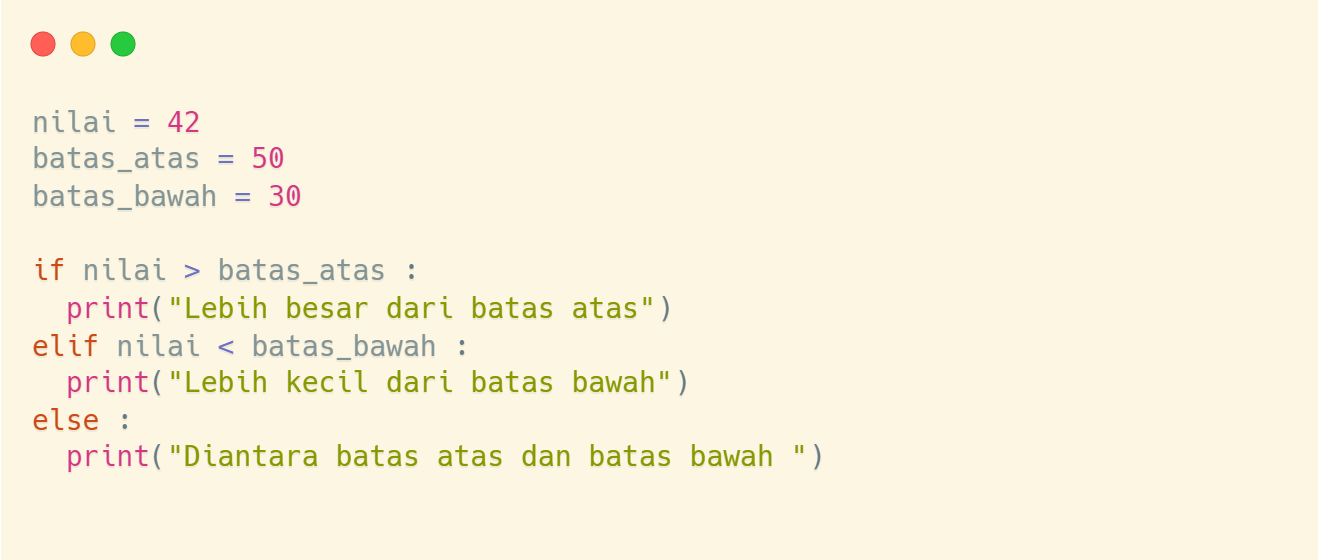 nilai = 42
batas_atas = 50
batas_bawah = 30

if nilai > batas_atas :
  print("Lebih besar dari batas atas")
elif nilai < batas_bawah :
  print("Lebih kecil dari batas bawah")
else :
  print("Diantara batas atas dan batas bawah ")